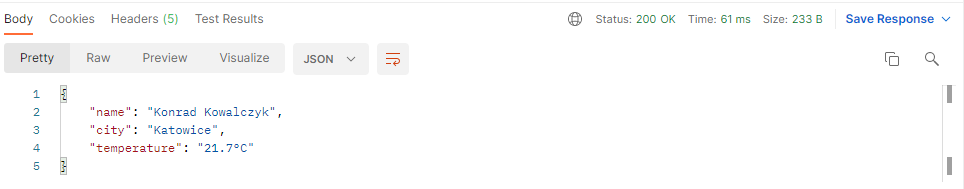 Body Cookies Headers (5) Test Results Status: 200 OK Time: 61 ms Size: 233 B Save Response
Pretty Raw Preview Visualize JSON
1 {
2 "name": "Konrad Kowalczyk",
3 "city": "Katowice",
4 "temperature": "21.7°C"
5 }